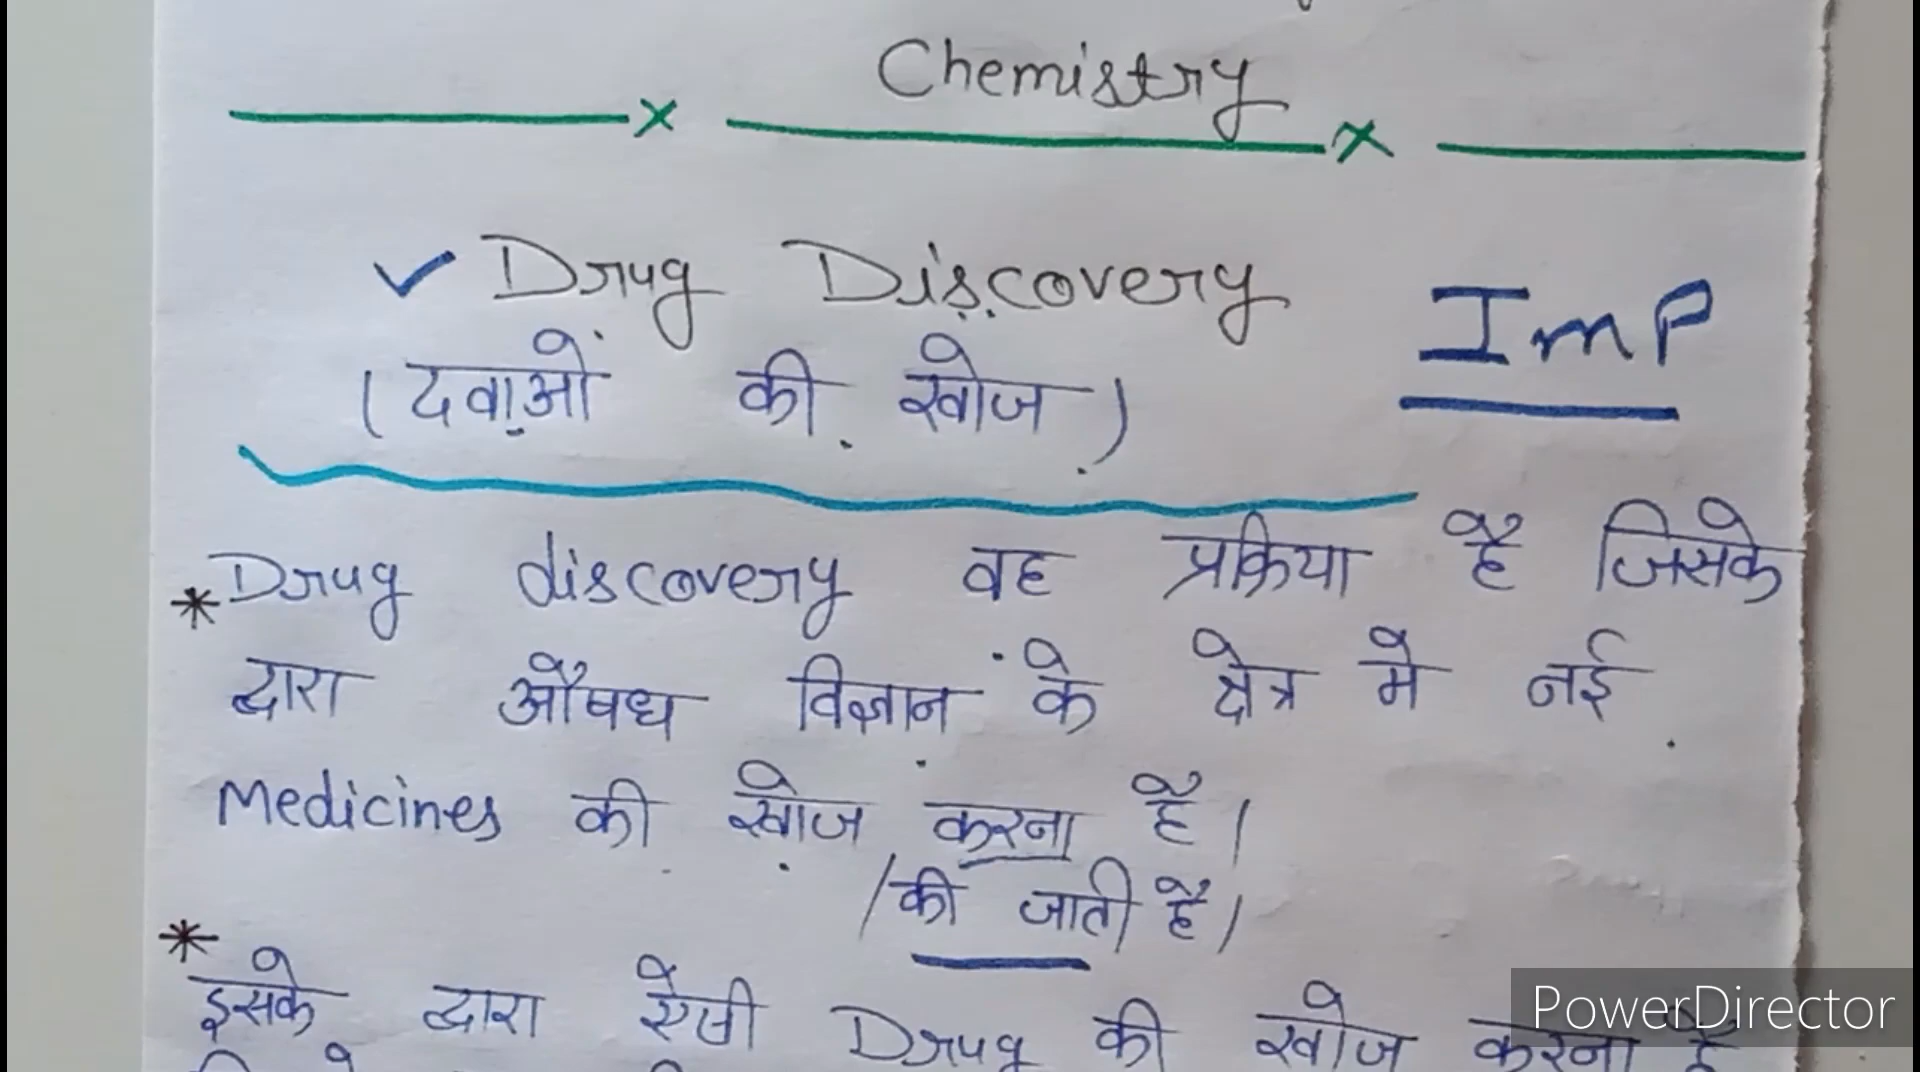 Chemistry
✓ Drug Discovery
Imp
(दवाओं की खोज)
* Drug discovery वह प्रक्रिया है जिसके
द्वारा औषध विज्ञान के क्षेत्र मे नई
Medicines की खोज करना है।
/की जाती है।
* इसके द्वारा ऐसी Drug की खोज करना है
PowerDirector